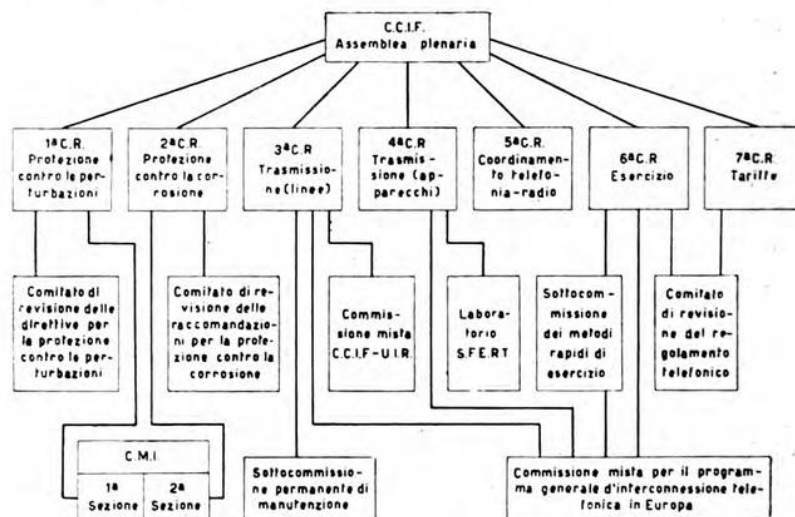 C.C.I.F.
Assemblea plenaria
1ª C.R.
Protezione
contro le per-
turbazioni
2ª C.R.
Protezione
contro la cor-
rosione
3ª C.R
Trasmissio-
ne (linee)
4ª C.R
Trasmis-
sione (ap-
parecchi)
5ª C.R.
Coordinamen-
to telefo-
nia-radio
6ª C.R
Esercizio
7ª C.R.
Tariffe
Comitato di
revisione delle
direttive per
la protezione
contro le per-
turbazioni
Comitato di re-
visione delle
raccomandazio-
ni per la prote-
zione contro la
corrosione
Commis-
sione mista
C.C.I.F-U.I.R.
Labora-
torio
S.F.E.R.T
Sottocom-
missione
dei metodi
rapidi di
esercizio
Comitato
di revisio-
ne del re-
golamento
telefonico
C.M.I.
1ª
Sezione
2ª
Sezione
Sottocommissio-
ne permanente di
manutenzione
Commissione mista per il program-
ma generale d'interconnessione tele-
fonica in Europa